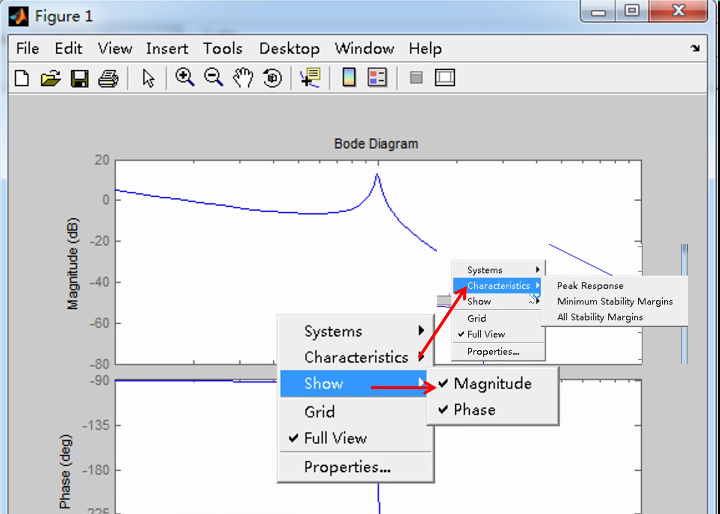 Figure 1
File Edit View Insert Tools Desktop Window Help
Bode Diagram
Magnitude (dB)
20
0
-20
-40
-60
-80
Systems
Characteristics
Show
Grid
Full View
Properties...
Peak Response
Minimum Stability Margins
All Stability Margins
Systems
Characteristics
Show
Grid
Full View
Properties...
Magnitude
Phase
Phase (deg)
-90
-135
-180
-225